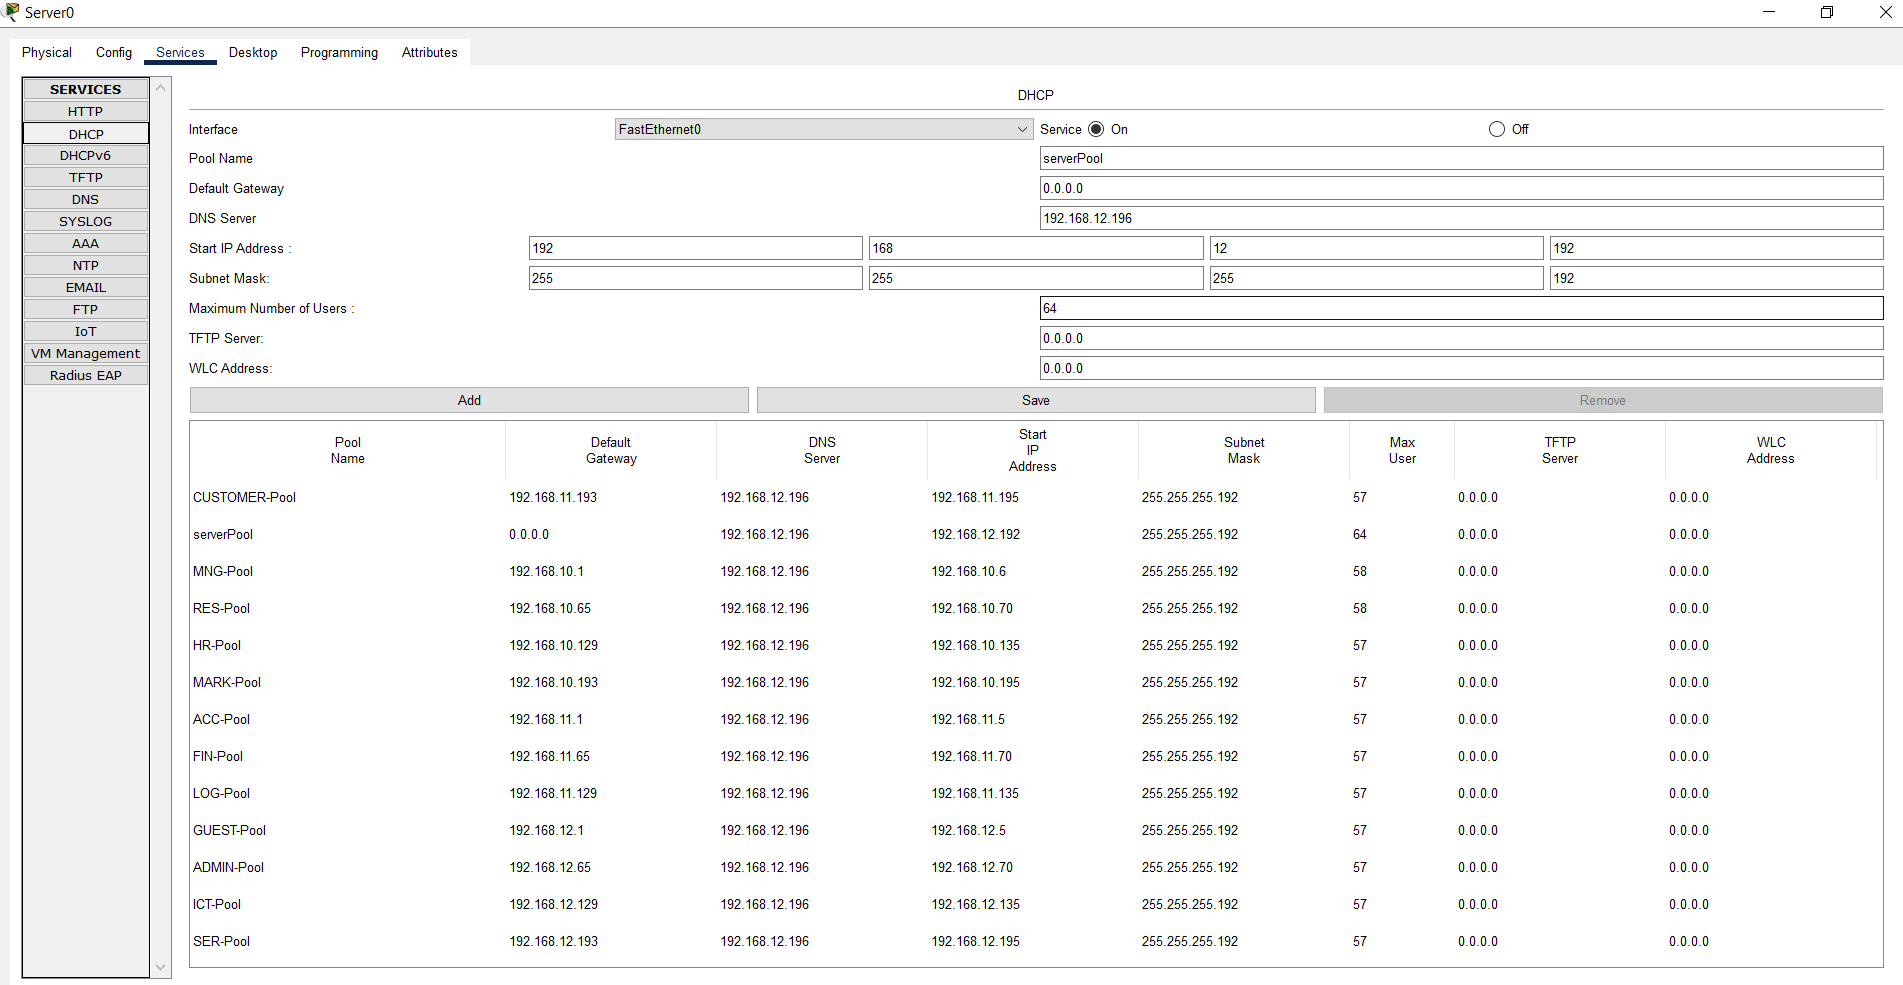 Server0
Physical Config Services Desktop Programming Attributes
SERVICES
HTTP
DHCP
DHCPv6
TFTP
DNS
SYSLOG
AAA
NTP
EMAIL
FTP
IoT
VM Management
Radius EAP
DHCP
Interface FastEthernet0 Service On Off
Pool Name serverPool
Default Gateway 0.0.0.0
DNS Server 192.168.12.196
Start IP Address : 192 168 12 192
Subnet Mask: 255 255 255 192
Maximum Number of Users : 64
TFTP Server: 0.0.0.0
WLC Address: 0.0.0.0
Add Save Remove
Pool Name Default Gateway DNS Server Start IP Address Subnet Mask Max User TFTP Server WLC Address
CUSTOMER-Pool 192.168.11.193 192.168.12.196 192.168.11.195 255.255.255.192 57 0.0.0.0 0.0.0.0
serverPool 0.0.0.0 192.168.12.196 192.168.12.192 255.255.255.192 64 0.0.0.0 0.0.0.0
MNG-Pool 192.168.10.1 192.168.12.196 192.168.10.6 255.255.255.192 58 0.0.0.0 0.0.0.0
RES-Pool 192.168.10.65 192.168.12.196 192.168.10.70 255.255.255.192 58 0.0.0.0 0.0.0.0
HR-Pool 192.168.10.129 192.168.12.196 192.168.10.135 255.255.255.192 57 0.0.0.0 0.0.0.0
MARK-Pool 192.168.10.193 192.168.12.196 192.168.10.195 255.255.255.192 57 0.0.0.0 0.0.0.0
ACC-Pool 192.168.11.1 192.168.12.196 192.168.11.5 255.255.255.192 57 0.0.0.0 0.0.0.0
FIN-Pool 192.168.11.65 192.168.12.196 192.168.11.70 255.255.255.192 57 0.0.0.0 0.0.0.0
LOG-Pool 192.168.11.129 192.168.12.196 192.168.11.135 255.255.255.192 57 0.0.0.0 0.0.0.0
GUEST-Pool 192.168.12.1 192.168.12.196 192.168.12.5 255.255.255.192 57 0.0.0.0 0.0.0.0
ADMIN-Pool 192.168.12.65 192.168.12.196 192.168.12.70 255.255.255.192 57 0.0.0.0 0.0.0.0
ICT-Pool 192.168.12.129 192.168.12.196 192.168.12.135 255.255.255.192 57 0.0.0.0 0.0.0.0
SER-Pool 192.168.12.193 192.168.12.196 192.168.12.195 255.255.255.192 57 0.0.0.0 0.0.0.0